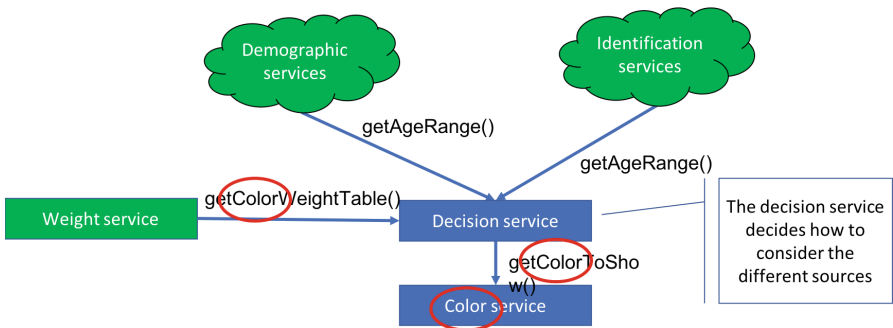 Demographic
services
Identification
services
getAgeRange()
getAgeRange()
getColorWeightTable()
Weight service
Decision service
The decision service
decides how to
consider the
different sources
getColorToSho
w()
Color service